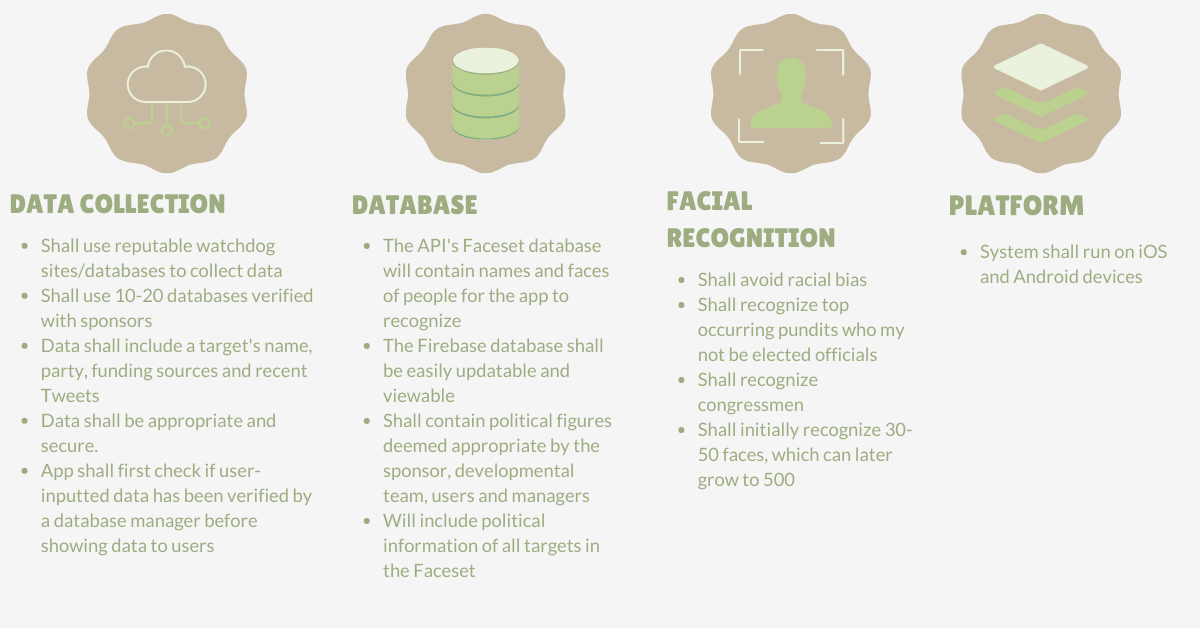 DATA COLLECTION
• Shall use reputable watchdog
sites/databases to collect data
• Shall use 10-20 databases verified
with sponsors
• Data shall include a target's name,
party, funding sources and recent
Tweets
• Data shall be appropriate and
secure.
• App shall first check if user-
inputted data has been verified by
a database manager before
showing data to users
DATABASE
• The API's Faceset database
will contain names and faces
of people for the app to
recognize
• The Firebase database shall
be easily updatable and
viewable
• Shall contain political figures
deemed appropriate by the
sponsor, developmental
team, users and managers
• Will include political
information of all targets in
the Faceset
FACIAL
RECOGNITION
• Shall avoid racial bias
• Shall recognize top
occurring pundits who my
not be elected officials
• Shall recognize
congressmen
• Shall initially recognize 30-
50 faces, which can later
grow to 500
PLATFORM
• System shall run on iOS
and Android devices